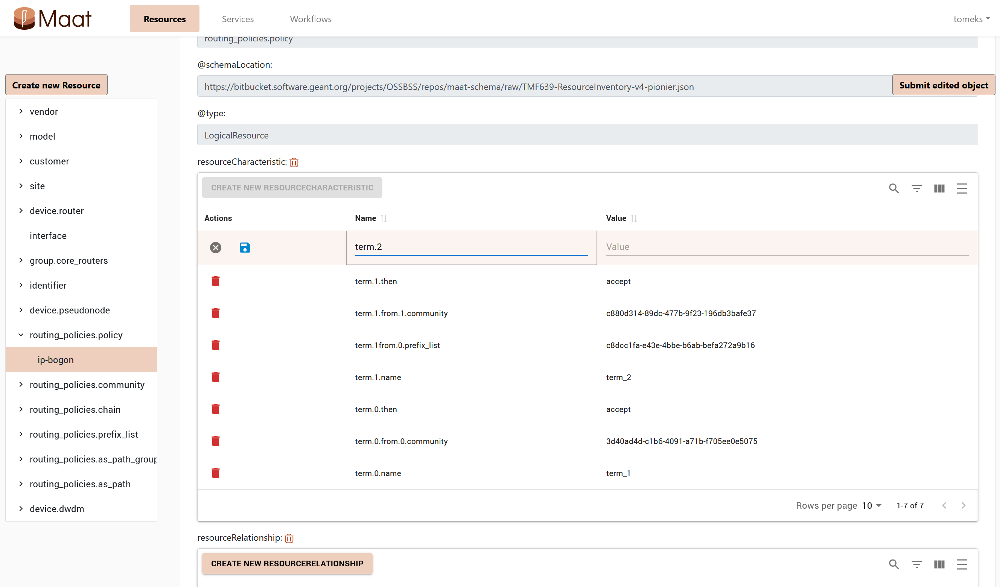 Maat
Resources
Services
Workflows
tomeks
routing_policies.policy
@schemaLocation:
https://bitbucket.software.geant.org/projects/OSSBSS/repos/maat-schema/raw/TMF639-ResourceInventory-v4-pionier.json
Create new Resource
Submit edited object
vendor
model
customer
site
device.router
interface
group.core_routers
identifier
device.pseudonode
routing_policies.policy
ip-bogon
routing_policies.community
routing_policies.chain
routing_policies.prefix_list
routing_policies.as_path_group
routing_policies.as_path
device.dwdm
@type:
LogicalResource
resourceCharacteristic:
CREATE NEW RESOURCECHARACTERISTIC
Actions Name Value
term.2 Value
term.1.then accept
term.1.from.1.community c880d314-89dc-477b-9f23-196db3bafe37
term.1from.0.prefix_list c8dcc1fa-e43e-4bbe-b6ab-befa272a9b16
term.1.name term_2
term.0.then accept
term.0.from.0.community 3d40ad4d-c1b6-4091-a71b-f705ee0e5075
term.0.name term_1
Rows per page 10 1-7 of 7
resourceRelationship:
CREATE NEW RESOURCERELATIONSHIP